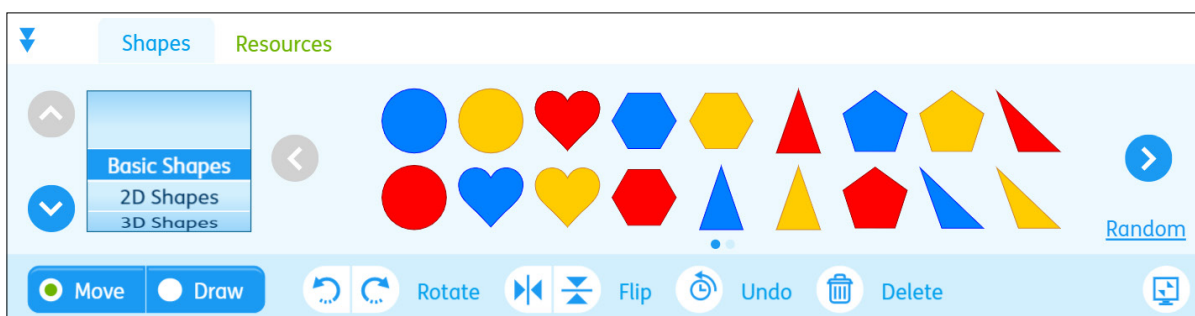 Shapes
Resources
Basic Shapes
2D Shapes
3D Shapes
Random
Move
Draw
Rotate
Flip
Undo
Delete